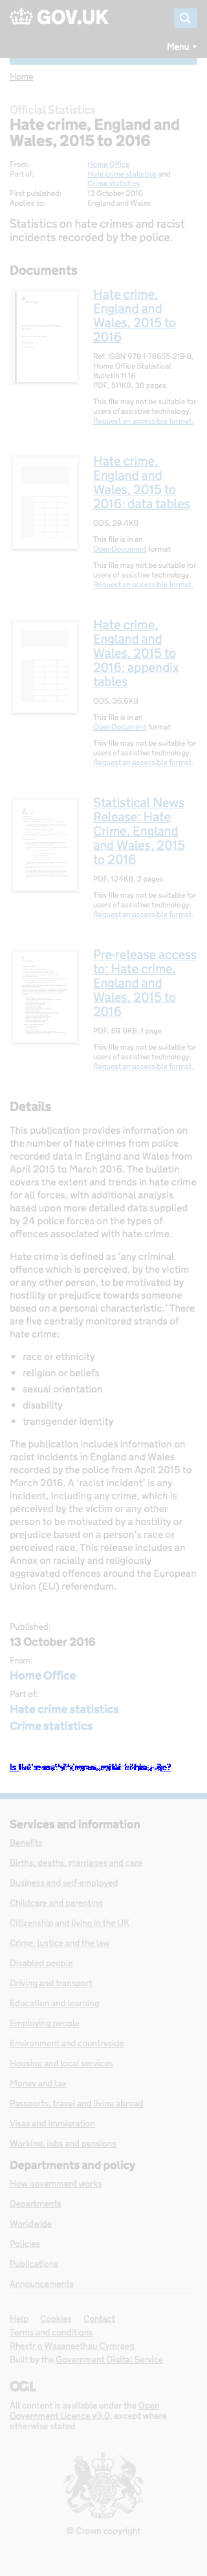 GOV.UK
Menu
Home
Official Statistics
Hate crime, England and
Wales, 2015 to 2016
From: Home Office
Part of: Hate crime statistics and
Crime statistics
First published: 13 October 2016
Applies to: England and Wales
Statistics on hate crimes and racist
incidents recorded by the police.
Documents
Hate crime,
England and
Wales, 2015 to
2016
Ref: ISBN 978-1-78655-219-8,
Home Office Statistical
Bulletin 11 16
PDF, 511KB, 30 pages
This file may not be suitable for
users of assistive technology.
Request an accessible format.
Hate crime,
England and
Wales, 2015 to
2016: data tables
ODS, 29.4KB
This file is in an
OpenDocument format
This file may not be suitable for
users of assistive technology.
Request an accessible format.
Hate crime,
England and
Wales, 2015 to
2016: appendix
tables
ODS, 36.6KB
This file is in an
OpenDocument format
This file may not be suitable for
users of assistive technology.
Request an accessible format.
Statistical News
Release: Hate
Crime, England
and Wales, 2015
to 2016
PDF, 124KB, 2 pages
This file may not be suitable for
users of assistive technology.
Request an accessible format.
Pre-release access
to: Hate crime,
England and
Wales, 2015 to
2016
PDF, 59.9KB, 1 page
This file may not be suitable for
users of assistive technology.
Request an accessible format.
Details
This publication provides information on
the number of hate crimes from police
recorded data in England and Wales from
April 2015 to March 2016. The bulletin
covers the extent and trends in hate crime
for all forces, with additional analysis
based upon more detailed data supplied
by 24 police forces on the types of
offences associated with hate crime.
Hate crime is defined as ‘any criminal
offence which is perceived, by the victim
or any other person, to be motivated by
hostility or prejudice towards someone
based on a personal characteristic.’ There
are five centrally monitored strands of
hate crime:
• race or ethnicity
• religion or beliefs
• sexual orientation
• disability
• transgender identity
The publication includes information on
racist incidents in England and Wales
recorded by the police from April 2015 to
March 2016. A ‘racist incident’ is any
incident, including any crime, which is
perceived by the victim or any other
person to be motivated by a hostility or
prejudice based on a person’s race or
perceived race. This release includes an
Annex on racially and religiously
aggravated offences around the European
Union (EU) referendum.
Published:
13 October 2016
From:
Home Office
Part of:
Hate crime statistics
Crime statistics
Services and information
Benefits
Births, deaths, marriages and care
Business and self-employed
Childcare and parenting
Citizenship and living in the UK
Crime, justice and the law
Disabled people
Driving and transport
Education and learning
Employing people
Environment and countryside
Housing and local services
Money and tax
Passports, travel and living abroad
Visas and immigration
Working, jobs and pensions
Departments and policy
How government works
Departments
Worldwide
Policies
Publications
Announcements
Help Cookies Contact
Terms and conditions
Rhestr o Wasanaethau Cymraeg
Built by the Government Digital Service
OGL
All content is available under the Open
Government Licence v3.0, except where
otherwise stated
© Crown copyright